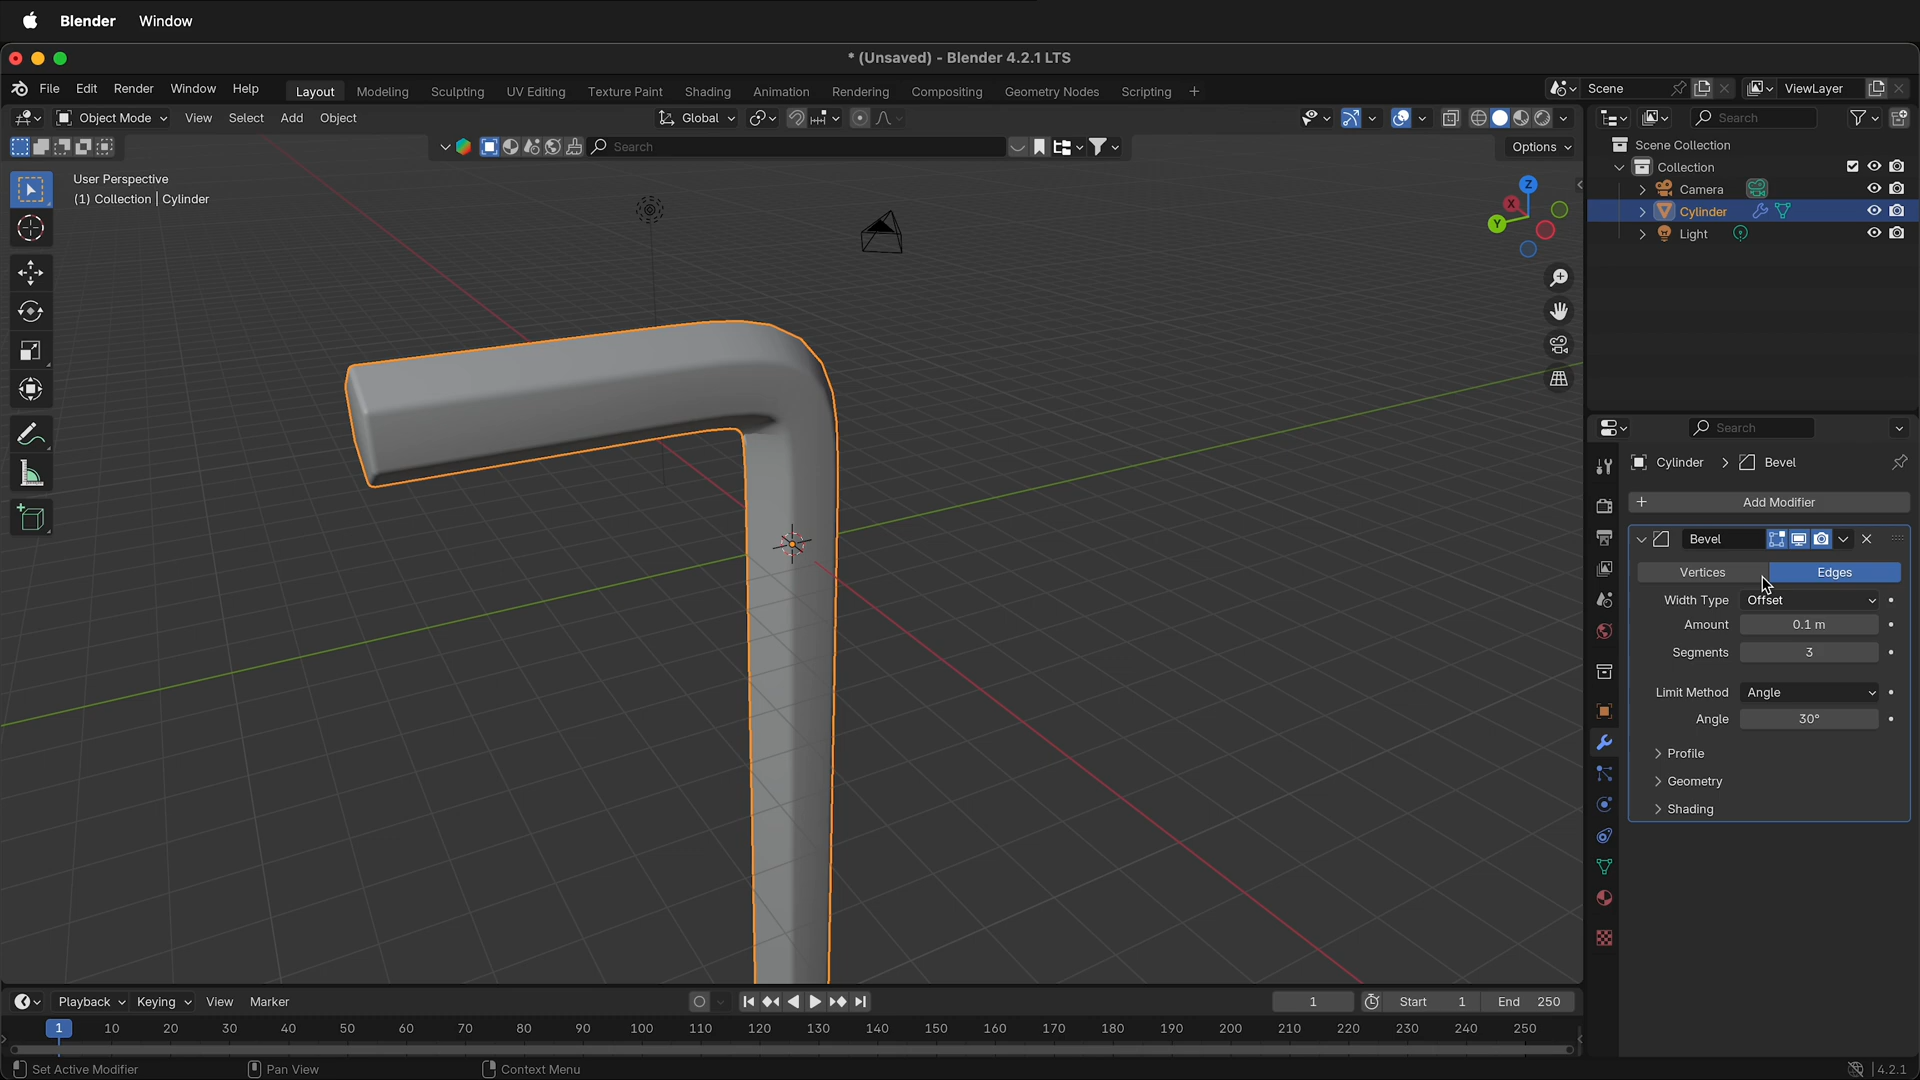 Blender Window
* (Unsaved) - Blender 4.2.1 LTS
File Edit Render Window Help Layout Modeling Sculpting UV Editing Texture Paint Shading Animation Rendering Compositing Geometry Nodes Scripting + Scene ViewLayer
Object Mode View Select Add Object Global Search
Search Options
User Perspective
(1) Collection | Cylinder
Z
X
Y
Scene Collection
Collection
Camera
Cylinder
Light
Search
Cylinder > Bevel
+ Add Modifier
Bevel
Vertices Edges
Width Type Offset
Amount 0.1 m
Segments 3
Limit Method Angle
Angle 30°
Profile
Geometry
Shading
Playback Keying View Marker 1 Start 1 End 250
1 10 20 30 40 50 60 70 80 90 100 110 120 130 140 150 160 170 180 190 200 210 220 230 240 250
Set Active Modifier Pan View Context Menu 4.2.1